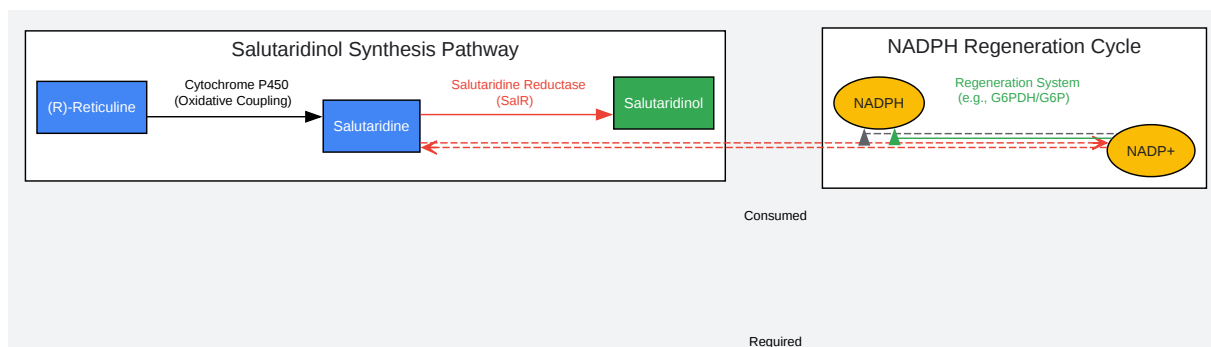 Salutaridinol Synthesis Pathway
(R)-Reticuline
Cytochrome P450
(Oxidative Coupling)
Salutaridine
Salutaridine Reductase
(SalR)
Salutaridinol
NADPH Regeneration Cycle
NADPH
Regeneration System
(e.g., G6PDH/G6P)
NADP+
Consumed
Required